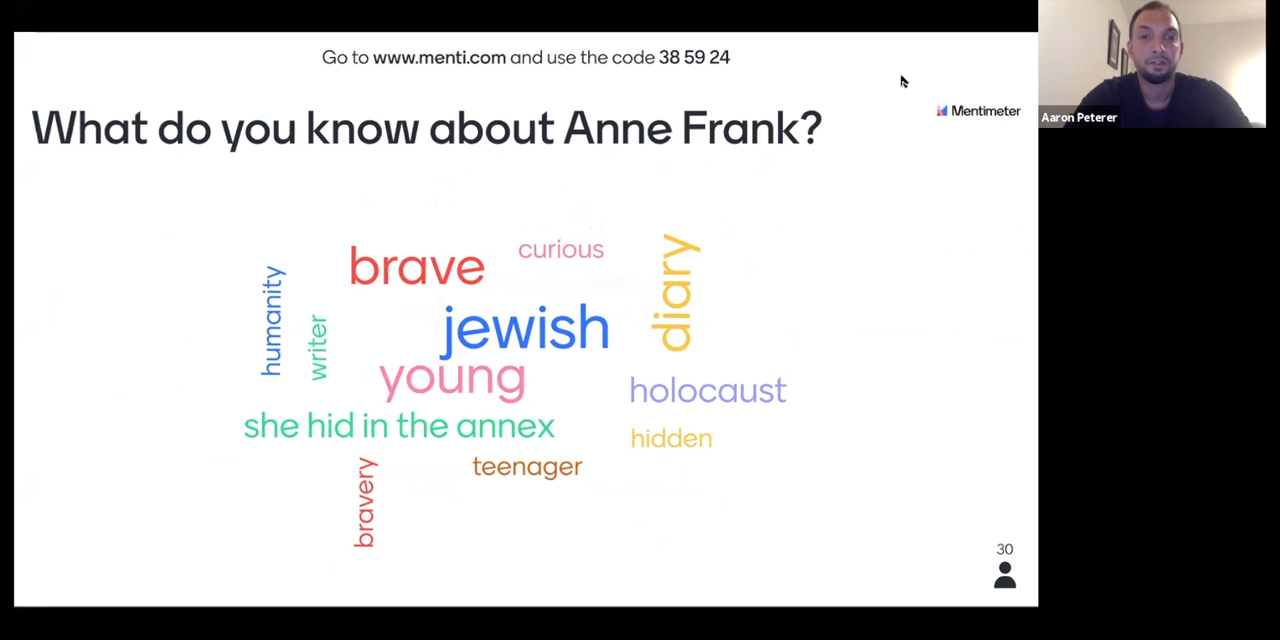 Go to www.menti.com and use the code 38 59 24
Mentimeter
Aaron Peterer
What do you know about Anne Frank?
curious
brave
diary
humanity
writer
jewish
young
holocaust
she hid in the annex
hidden
teenager
bravery
30